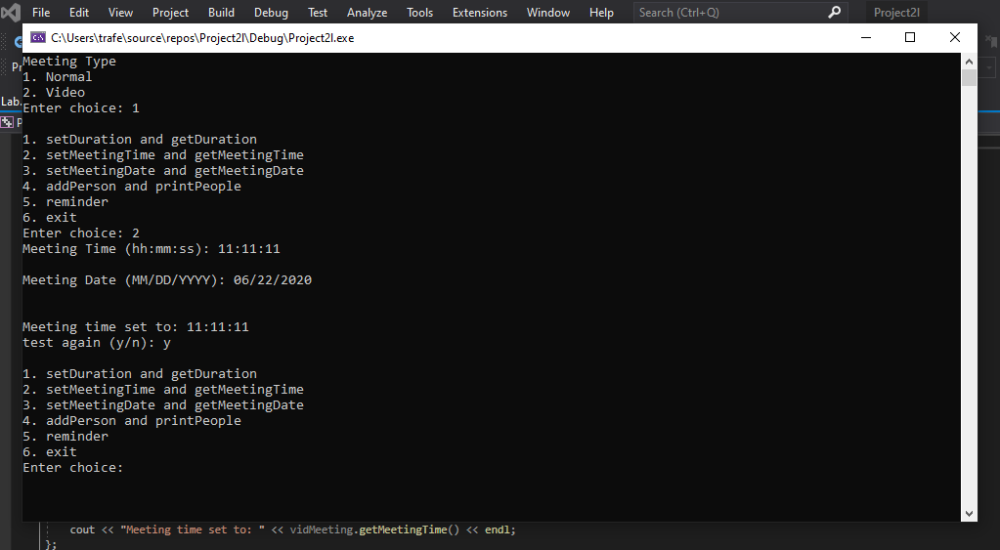 File Edit View Project Build Debug Test Analyze Tools Extensions Window Help Search (Ctrl+Q) Project2l
C:\Users\trafe\source\repos\Project2l\Debug\Project2l.exe
Meeting Type
1. Normal
2. Video
Enter choice: 1
1. setDuration and getDuration
2. setMeetingTime and getMeetingTime
3. setMeetingDate and getMeetingDate
4. addPerson and printPeople
5. reminder
6. exit
Enter choice: 2
Meeting Time (hh:mm:ss): 11:11:11
Meeting Date (MM/DD/YYYY): 06/22/2020
Meeting time set to: 11:11:11
test again (y/n): y
1. setDuration and getDuration
2. setMeetingTime and getMeetingTime
3. setMeetingDate and getMeetingDate
4. addPerson and printPeople
5. reminder
6. exit
Enter choice:
cout << "Meeting time set to: " << vidMeeting.getMeetingTime() << endl;
};